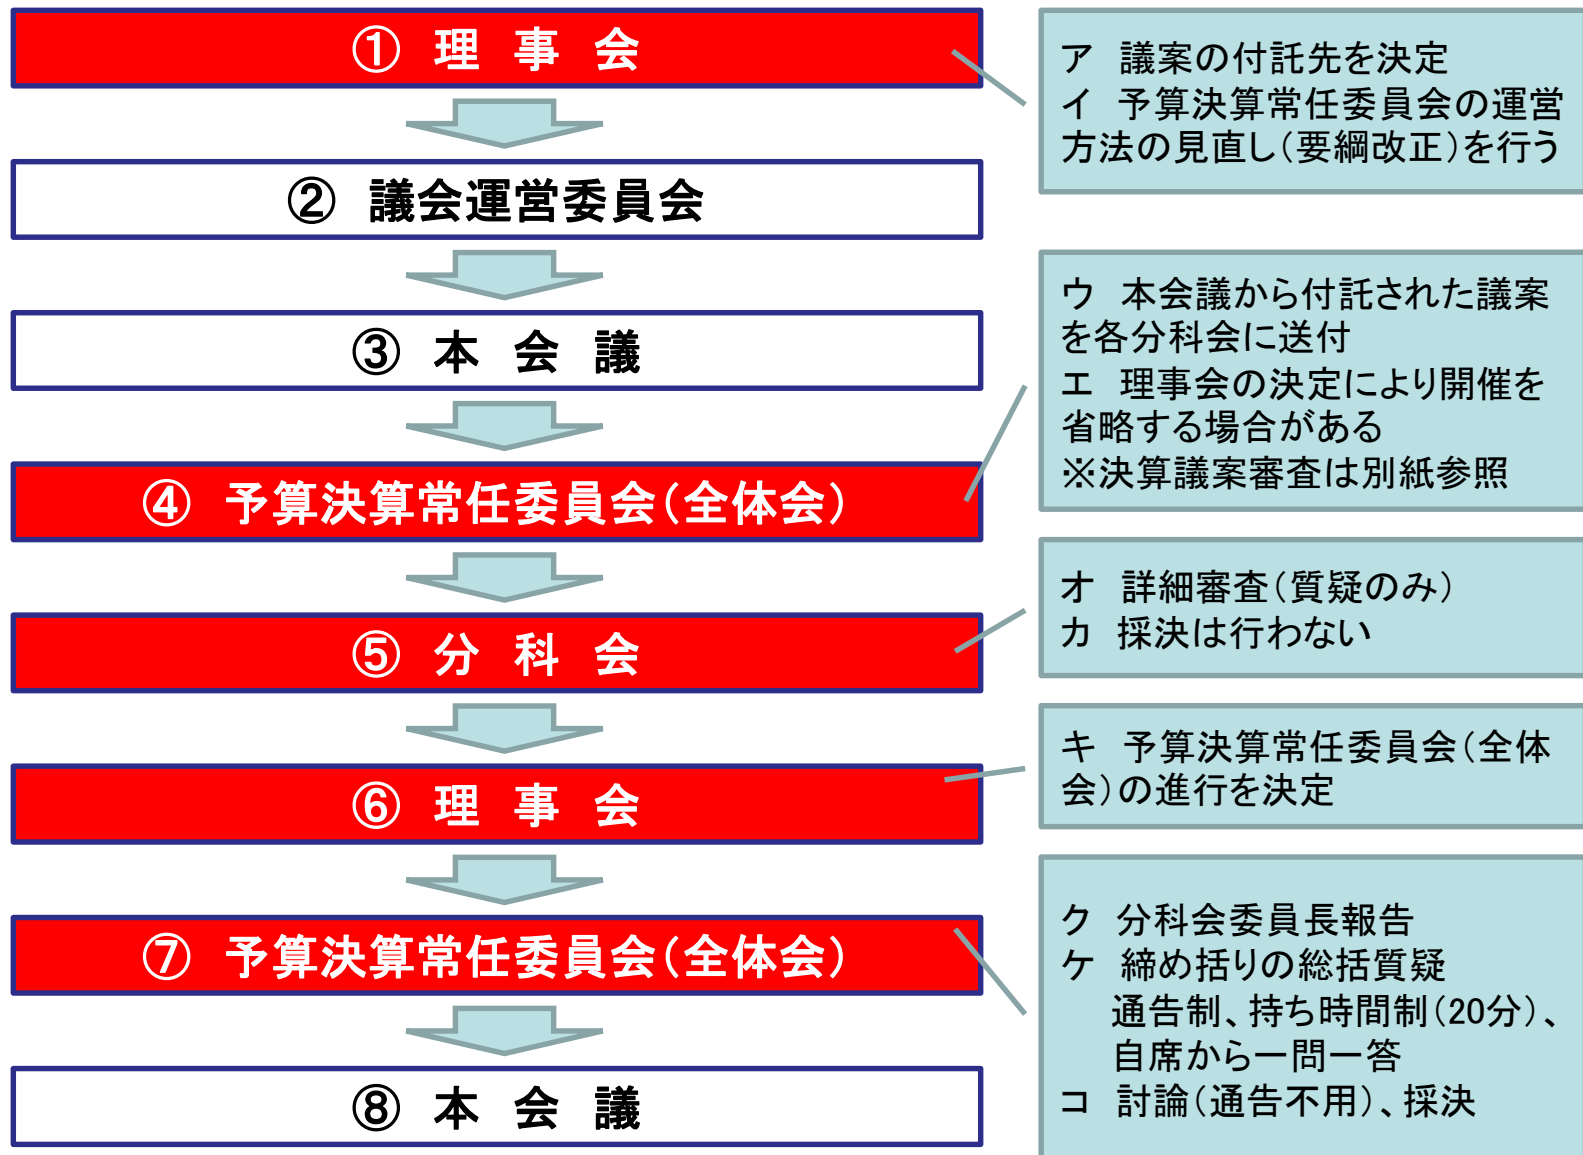 ① 理 事 会
ア 議案の付託先を決定
イ 予算決算常任委員会の運営
方法の見直し(要綱改正)を行う
② 議会運営委員会
③ 本 会 議
ウ 本会議から付託された議案
を各分科会に送付
エ 理事会の決定により開催を
省略する場合がある
※決算議案審査は別紙参照
④ 予算決算常任委員会(全体会)
オ 詳細審査(質疑のみ)
カ 採決は行わない
⑤ 分 科 会
キ 予算決算常任委員会(全体
会)の進行を決定
⑥ 理 事 会
⑦ 予算決算常任委員会(全体会)
ク 分科会委員長報告
ケ 締め括りの総括質疑
通告制、持ち時間制(20分)、
自席から一問一答
コ 討論(通告不用)、採決
⑧ 本 会 議